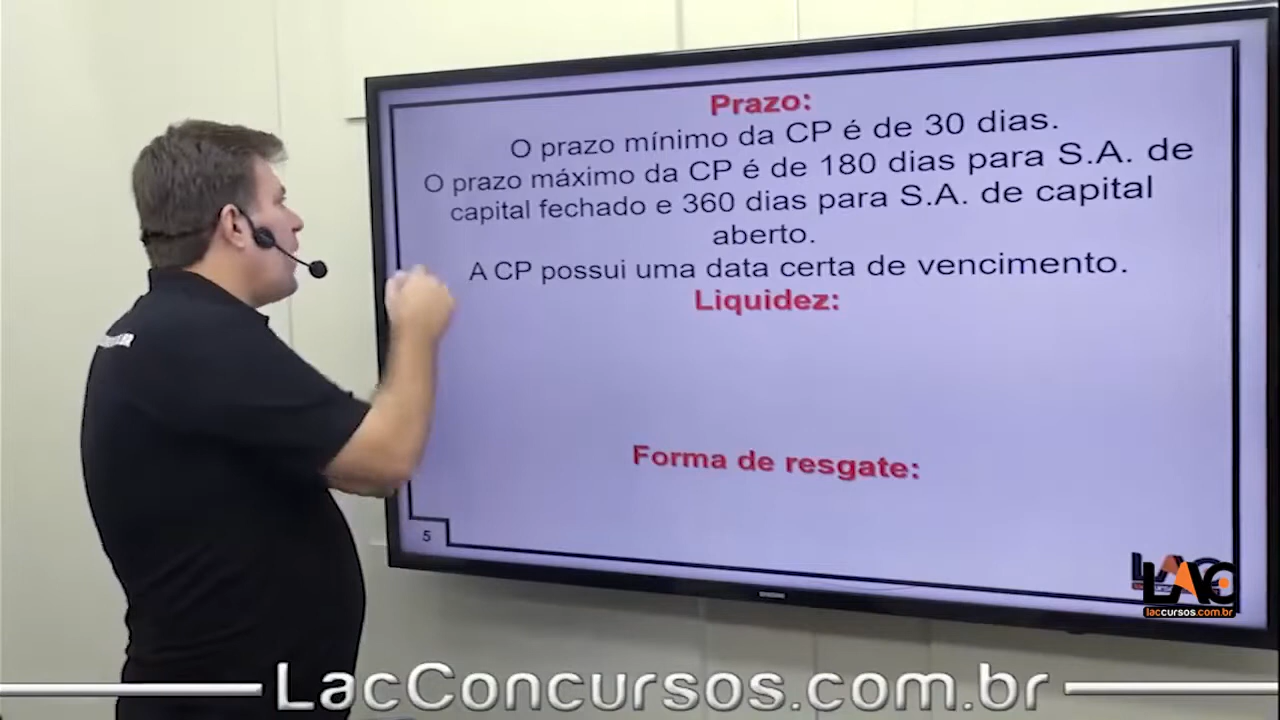 Prazo:
O prazo mínimo da CP é de 30 dias.
O prazo máximo da CP é de 180 dias para S.A. de
capital fechado e 360 dias para S.A. de capital
aberto.
A CP possui uma data certa de vencimento.
Liquidez:
Forma de resgate:
5
LAC
laccursos.com.br
LacConcursos.com.br